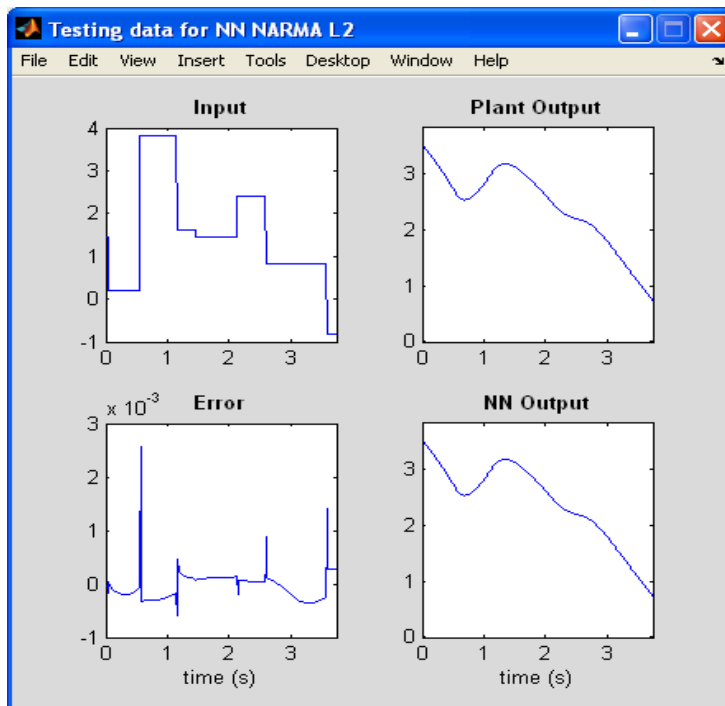 Testing data for NN NARMA L2
File Edit View Insert Tools Desktop Window Help
Input
4
3
2
1
0
-1
0 1 2 3
Plant Output
3
2
1
0
0 1 2 3
Error
x 10-3
3
2
1
0
-1
0 1 2 3
time (s)
NN Output
3
2
1
0
0 1 2 3
time (s)